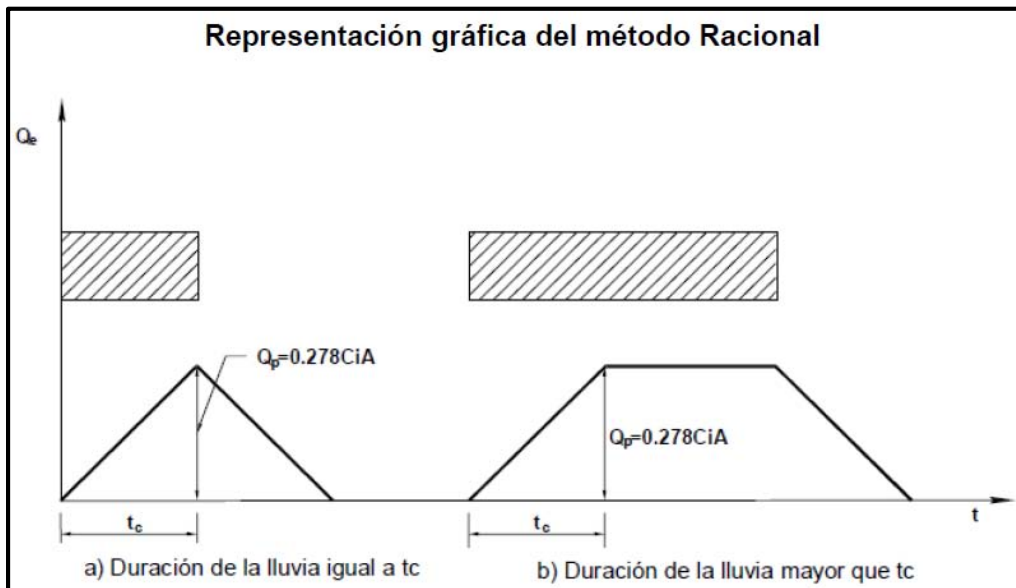 Representación gráfica del método Racional
Qe
Qp=0.278CiA
Qp=0.278CiA
tc
tc
t
a) Duración de la lluvia igual a tc
b) Duración de la lluvia mayor que tc